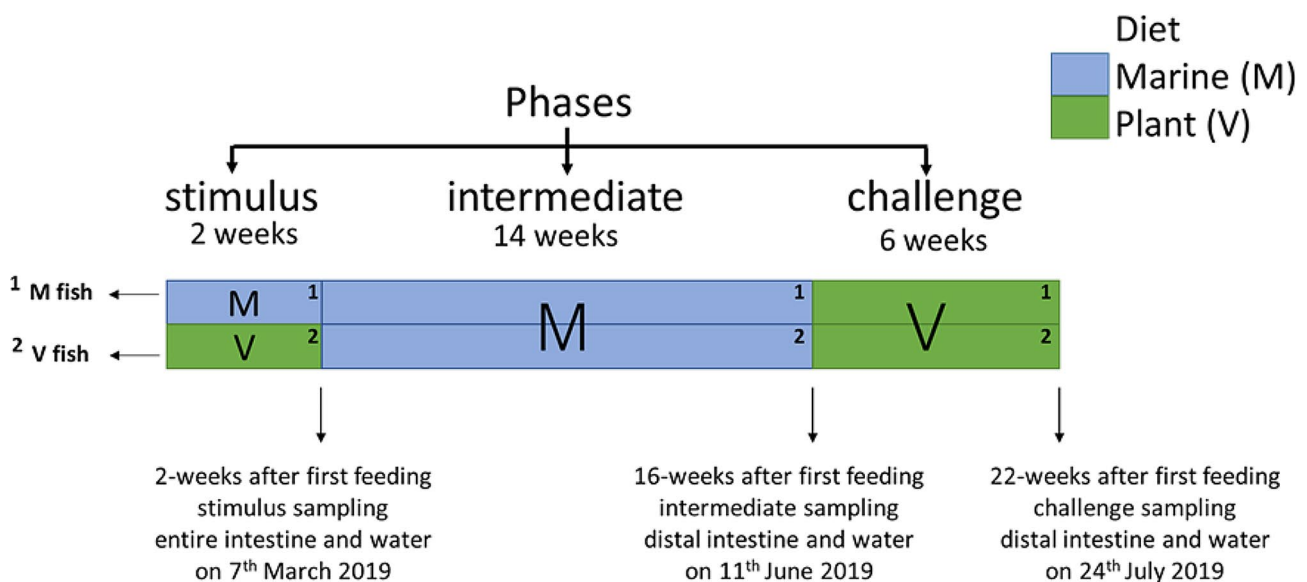 Diet
Marine (M)
Plant (V)
Phases
stimulus
2 weeks
intermediate
14 weeks
challenge
6 weeks
1 M fish
M 1
M
1
V
1
2 V fish
V 2
2
2
2-weeks after first feeding
stimulus sampling
entire intestine and water
on 7th March 2019
16-weeks after first feeding
intermediate sampling
distal intestine and water
on 11th June 2019
22-weeks after first feeding
challenge sampling
distal intestine and water
on 24th July 2019